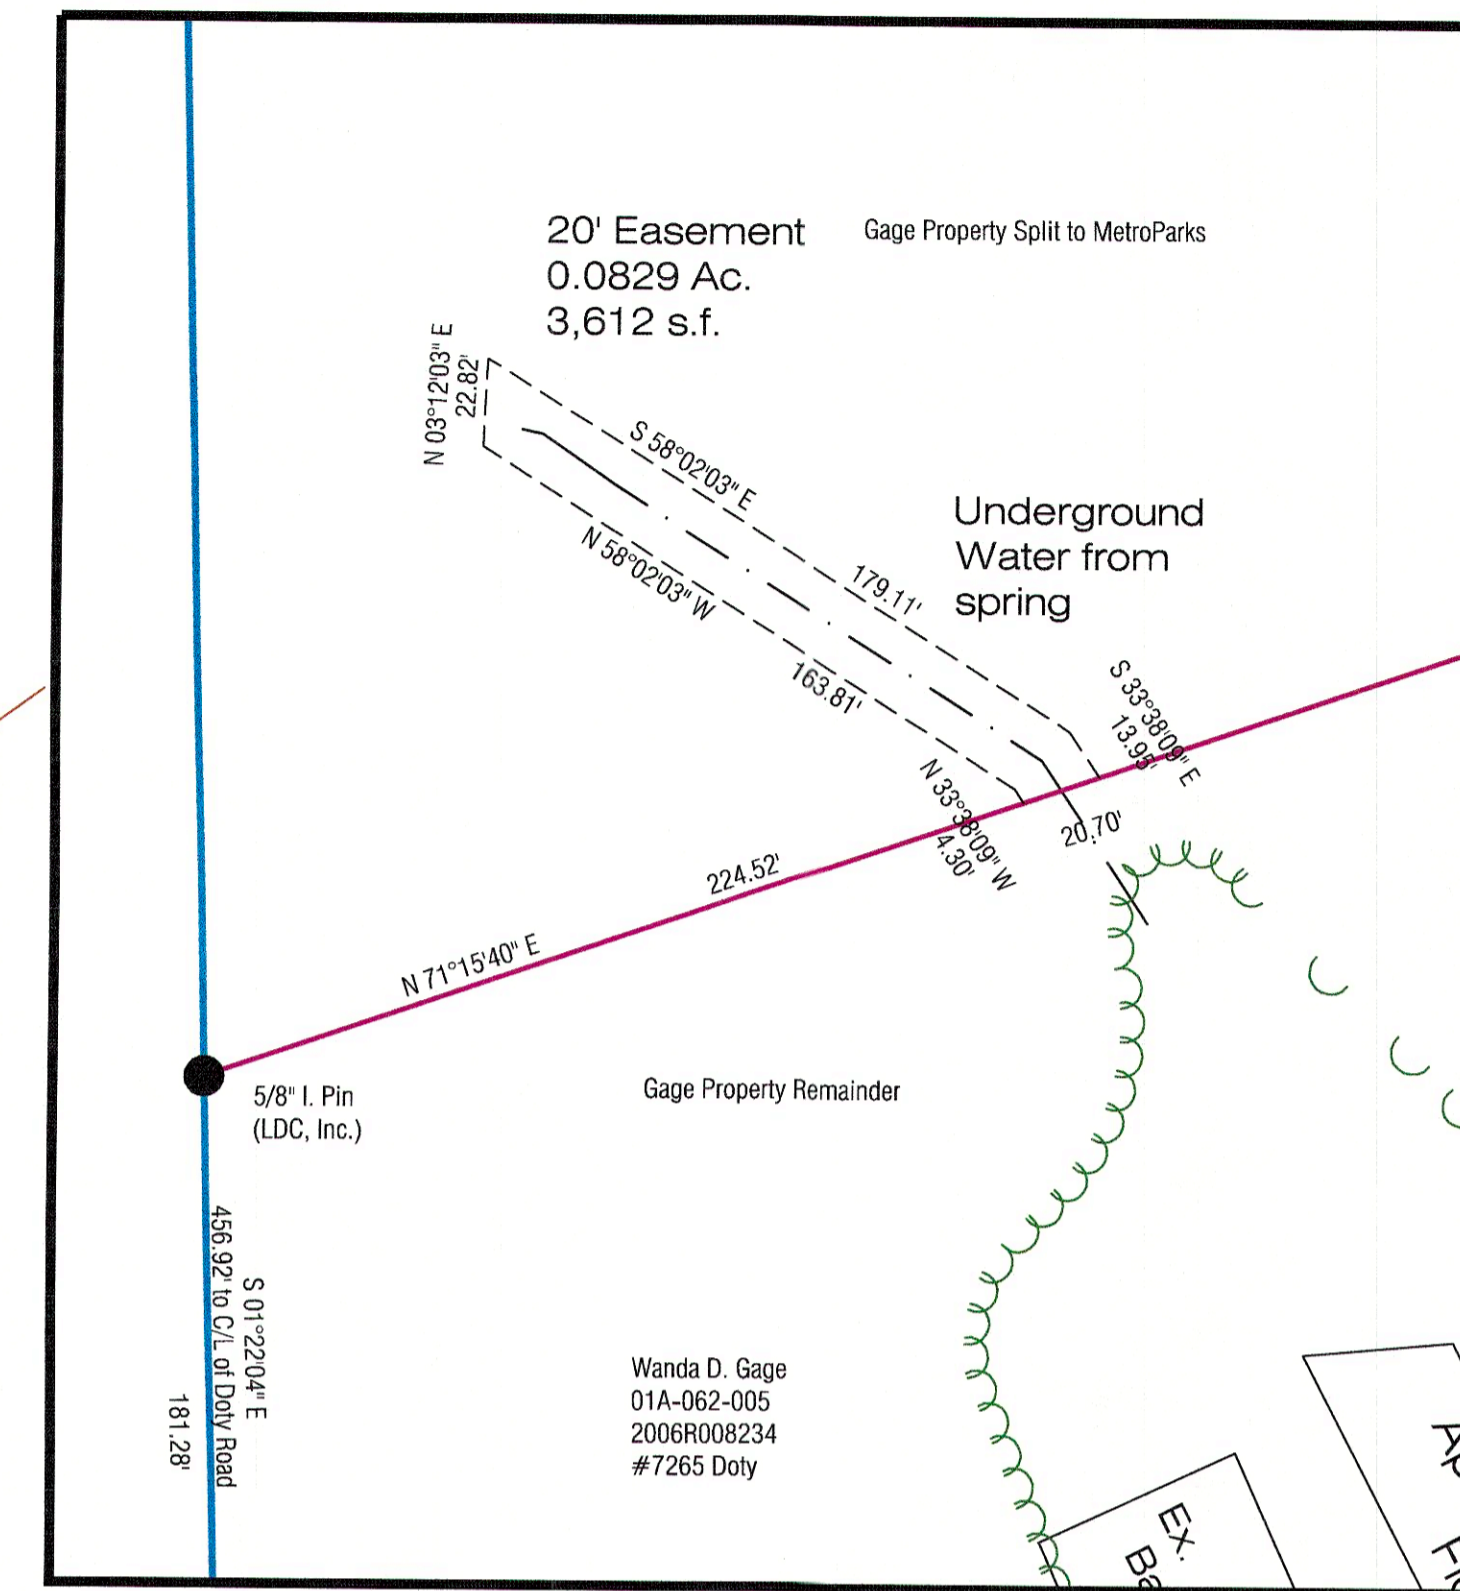 20' Easement
0.0829 Ac.
3,612 s.f.
Gage Property Split to MetroParks
N 03°12'03" E
22.82'
S 58°02'03" E
179.11'
N 58°02'03" W
163.81'
Underground
Water from
spring
S 33°38'09" E
13.95'
N 33°38'09" W
4.30'
20.70'
224.52'
N 71°15'40" E
5/8" I. Pin
(LDC, Inc.)
Gage Property Remainder
S 01°22'04" E
456.92' to C/L of Doty Road
181.28'
Wanda D. Gage
01A-062-005
2006R008234
#7265 Doty
Ex.